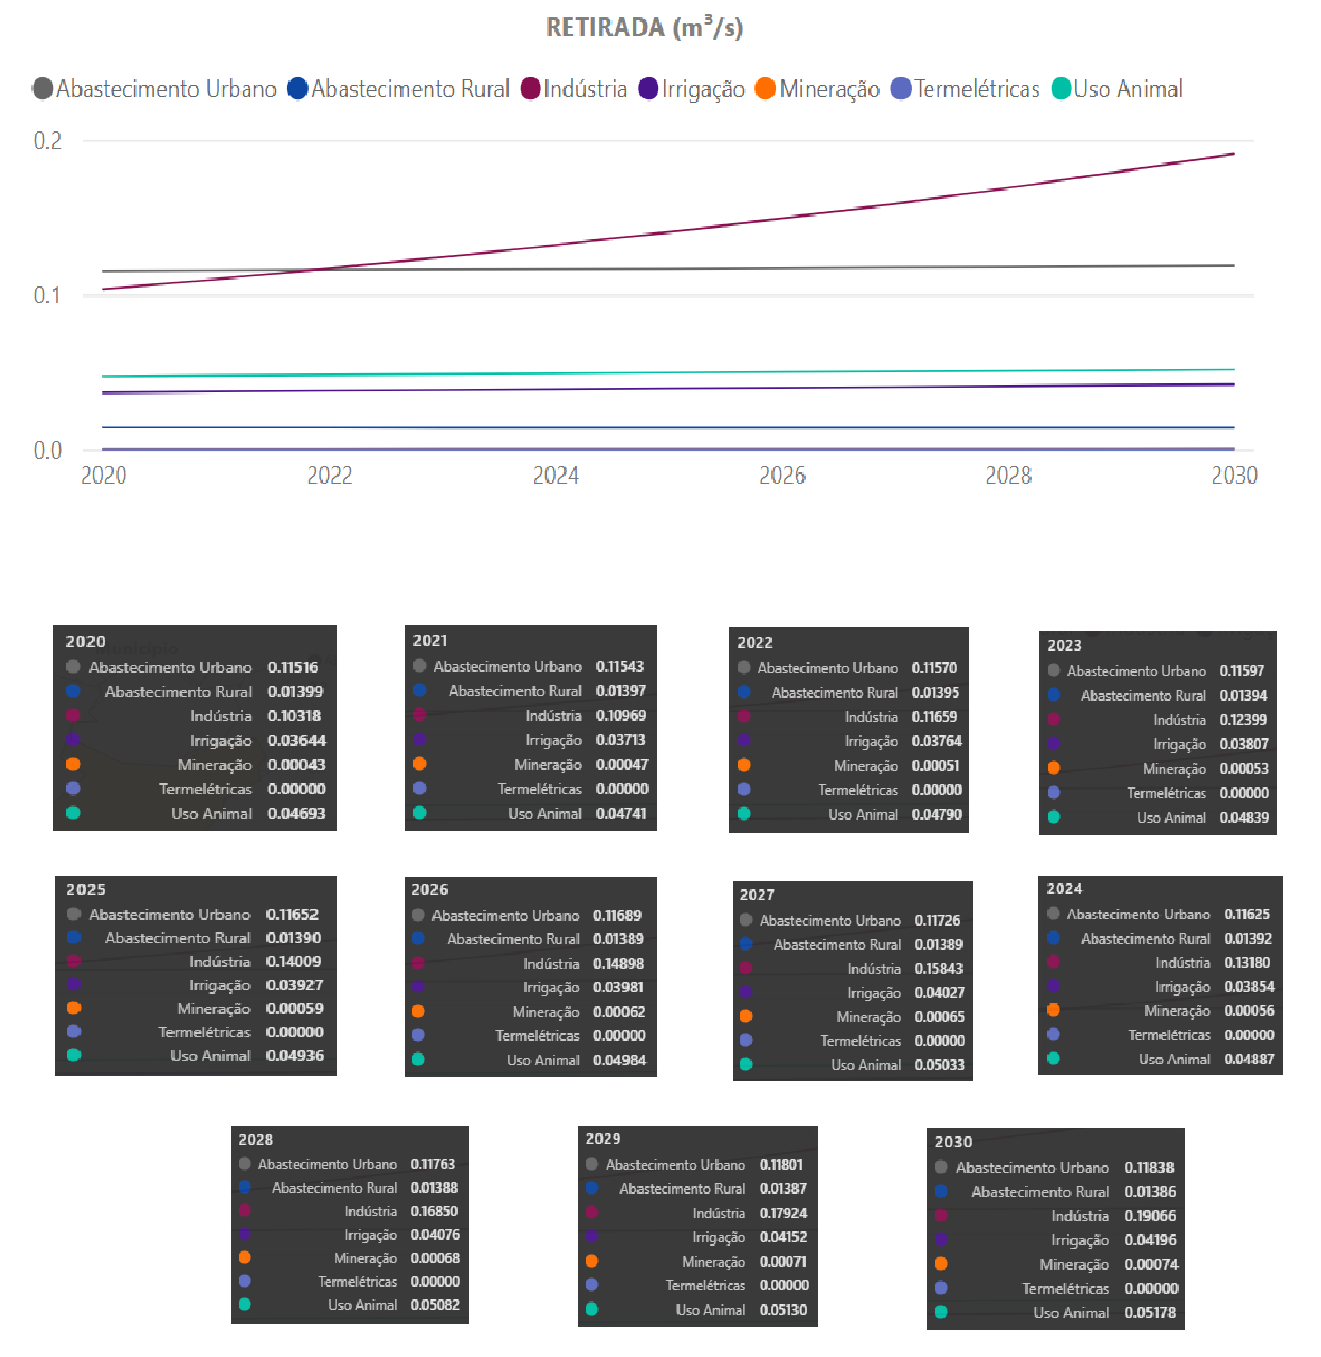 RETIRADA (m³/s)
Abastecimento Urbano Abastecimento Rural Indústria Irrigação Mineração Termelétricas Uso Animal
0.2
0.1
0.0
2020 2022 2024 2026 2028 2030
2020
Abastecimento Urbano 0.11516
Abastecimento Rural 0.01399
Indústria 0.10318
Irrigação 0.03644
Mineração 0.00043
Termelétricas 0.00000
Uso Animal 0.04693
2021
Abastecimento Urbano 0.11543
Abastecimento Rural 0.01397
Indústria 0.10969
Irrigação 0.03713
Mineração 0.00047
Termelétricas 0.00000
Uso Animal 0.04741
2022
Abastecimento Urbano 0.11570
Abastecimento Rural 0.01395
Indústria 0.11659
Irrigação 0.03764
Mineração 0.00051
Termelétricas 0.00000
Uso Animal 0.04790
2023
Abastecimento Urbano 0.11597
Abastecimento Rural 0.01394
Indústria 0.12399
Irrigação 0.03807
Mineração 0.00053
Termelétricas 0.00000
Uso Animal 0.04839
2025
Abastecimento Urbano 0.11652
Abastecimento Rural 0.01390
Indústria 0.14009
Irrigação 0.03927
Mineração 0.00059
Termelétricas 0.00000
Uso Animal 0.04936
2026
Abastecimento Urbano 0.11689
Abastecimento Rural 0.01389
Indústria 0.14898
Irrigação 0.03981
Mineração 0.00062
Termelétricas 0.00000
Uso Animal 0.04984
2027
Abastecimento Urbano 0.11726
Abastecimento Rural 0.01389
Indústria 0.15843
Irrigação 0.04027
Mineração 0.00065
Termelétricas 0.00000
Uso Animal 0.05033
2024
Abastecimento Urbano 0.11625
Abastecimento Rural 0.01392
Indústria 0.13180
Irrigação 0.03854
Mineração 0.00056
Termelétricas 0.00000
Uso Animal 0.04887
2028
Abastecimento Urbano 0.11763
Abastecimento Rural 0.01388
Indústria 0.16850
Irrigação 0.04076
Mineração 0.00068
Termelétricas 0.00000
Uso Animal 0.05082
2029
Abastecimento Urbano 0.11801
Abastecimento Rural 0.01387
Indústria 0.17924
Irrigação 0.04152
Mineração 0.00071
Termelétricas 0.00000
Uso Animal 0.05130
2030
Abastecimento Urbano 0.11838
Abastecimento Rural 0.01386
Indústria 0.19066
Irrigação 0.04196
Mineração 0.00074
Termelétricas 0.00000
Uso Animal 0.05178